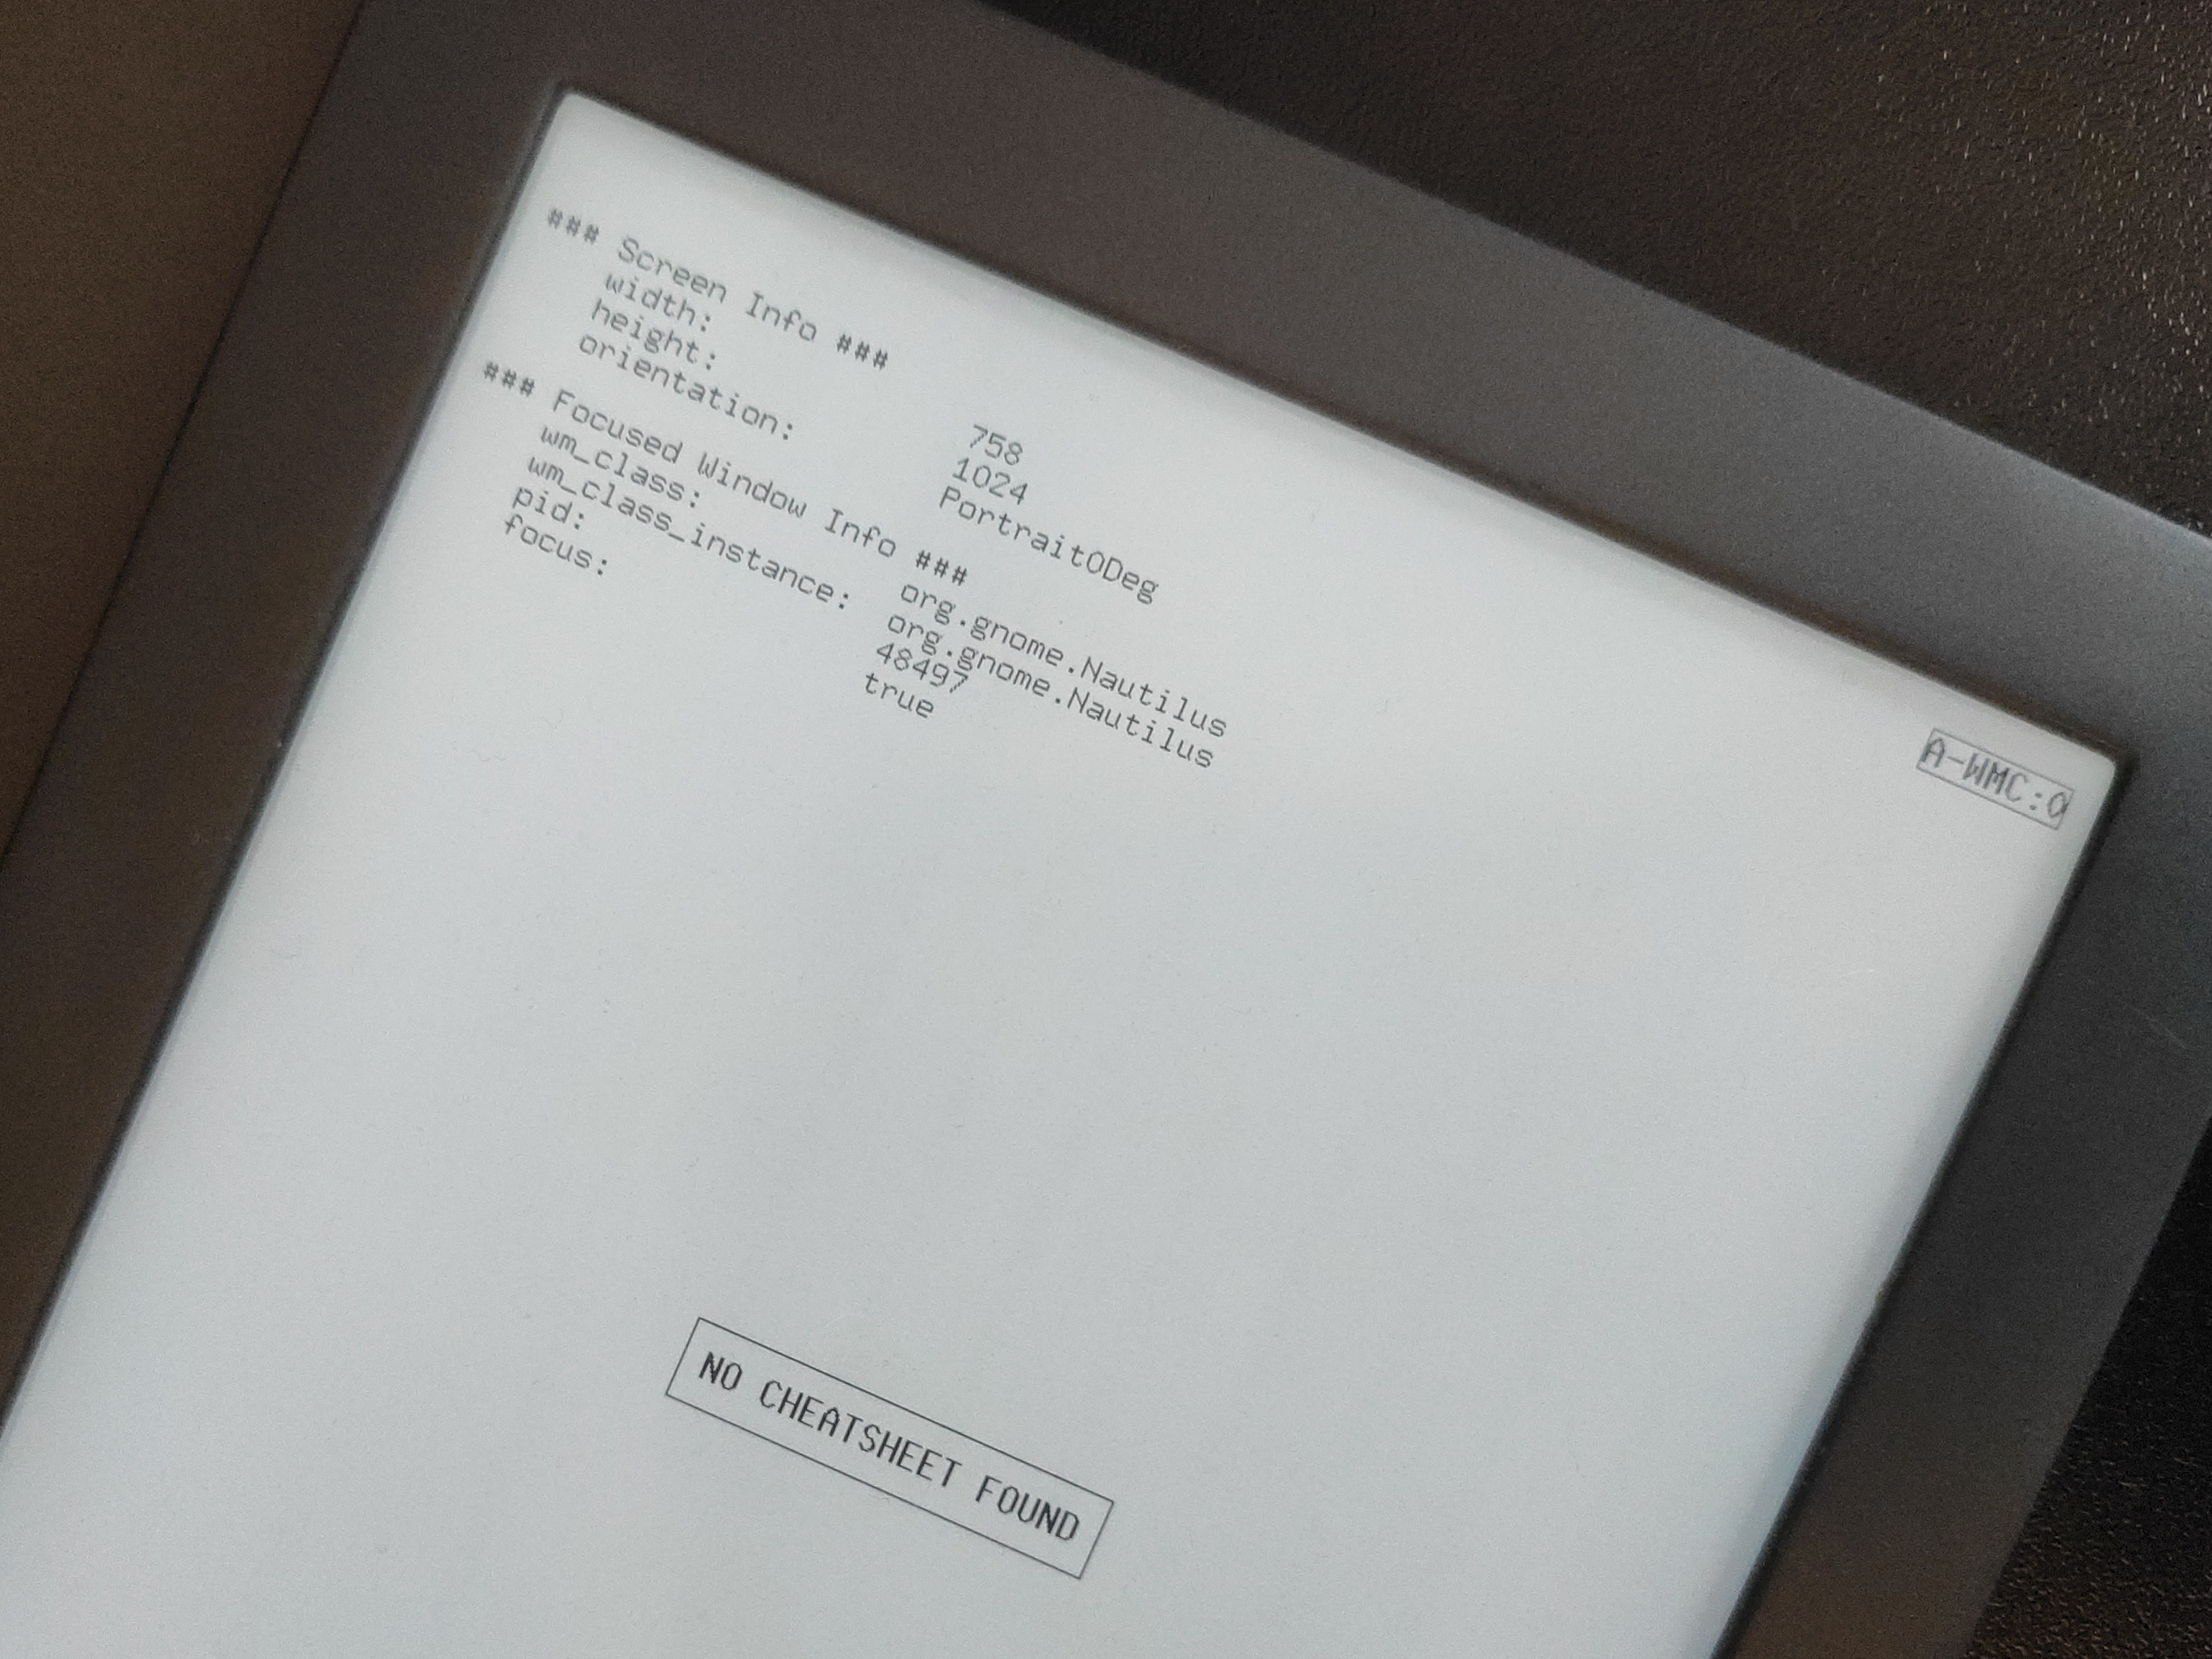 ### Screen Info ###
width: 758
height: 1024
orientation: Portrait0Deg
### Focused Window Info ###
wm_class: org.gnome.Nautilus
wm_class_instance: org.gnome.Nautilus
pid: 48497
focus: true
A-WMC:0
NO CHEATSHEET FOUND